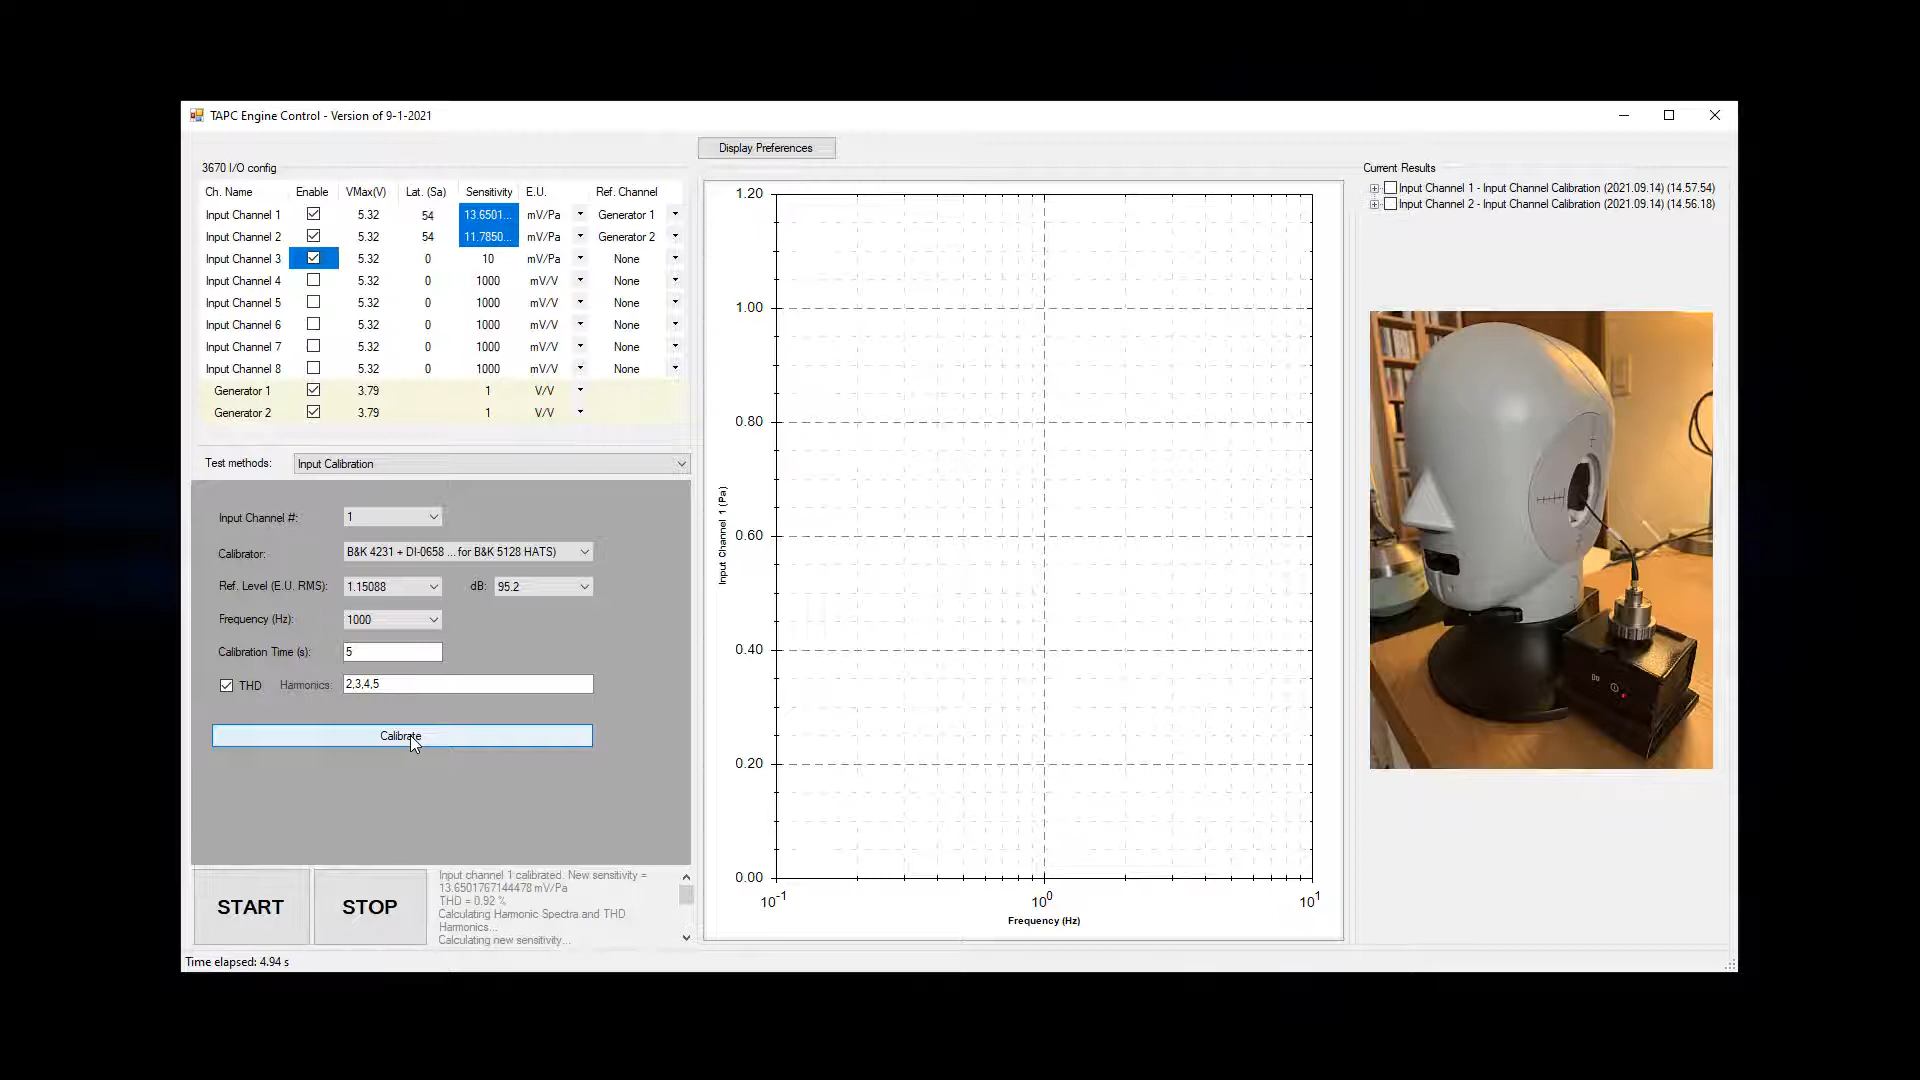 TAPC Engine Control - Version of 9-1-2021
Display Preferences
3670 I/O config
Ch. Name Enable VMax(V) Lat. (Sa) Sensitivity E.U. Ref. Channel
Input Channel 1 5.32 54 13.6501... mV/Pa Generator 1
Input Channel 2 5.32 54 11.7850... mV/Pa Generator 2
Input Channel 3 5.32 0 10 mV/Pa None
Input Channel 4 5.32 0 1000 mV/V None
Input Channel 5 5.32 0 1000 mV/V None
Input Channel 6 5.32 0 1000 mV/V None
Input Channel 7 5.32 0 1000 mV/V None
Input Channel 8 5.32 0 1000 mV/V None
Generator 1 3.79 1 V/V
Generator 2 3.79 1 V/V
Test methods: Input Calibration
Input Channel #: 1
Calibrator: B&K 4231 + DI-0658 ... for B&K 5128 HATS)
Ref. Level (E.U. RMS): 1.15088 dB: 95.2
Frequency (Hz): 1000
Calibration Time (s): 5
THD Harmonics: 2,3,4,5
Calibrate
START
STOP
Input channel 1 calibrated. New sensitivity =
13.6501767144478 mV/Pa
THD = 0.92 %
Calculating Harmonic Spectra and THD
Harmonics...
Calculating new sensitivity...
Time elapsed: 4.94 s
1.20
1.00
0.80
0.60
0.40
0.20
0.00
Input Channel 1 (Pa)
10-1 100 101
Frequency (Hz)
Current Results
Input Channel 1 - Input Channel Calibration (2021.09.14) (14.57.54)
Input Channel 2 - Input Channel Calibration (2021.09.14) (14.56.18)